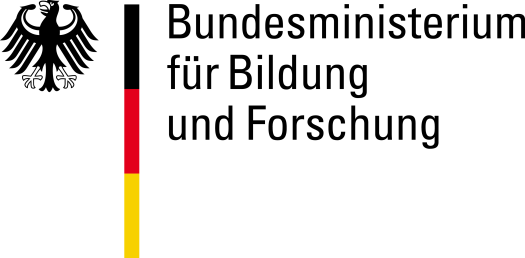 Bundesministerium
für Bildung
und Forschung